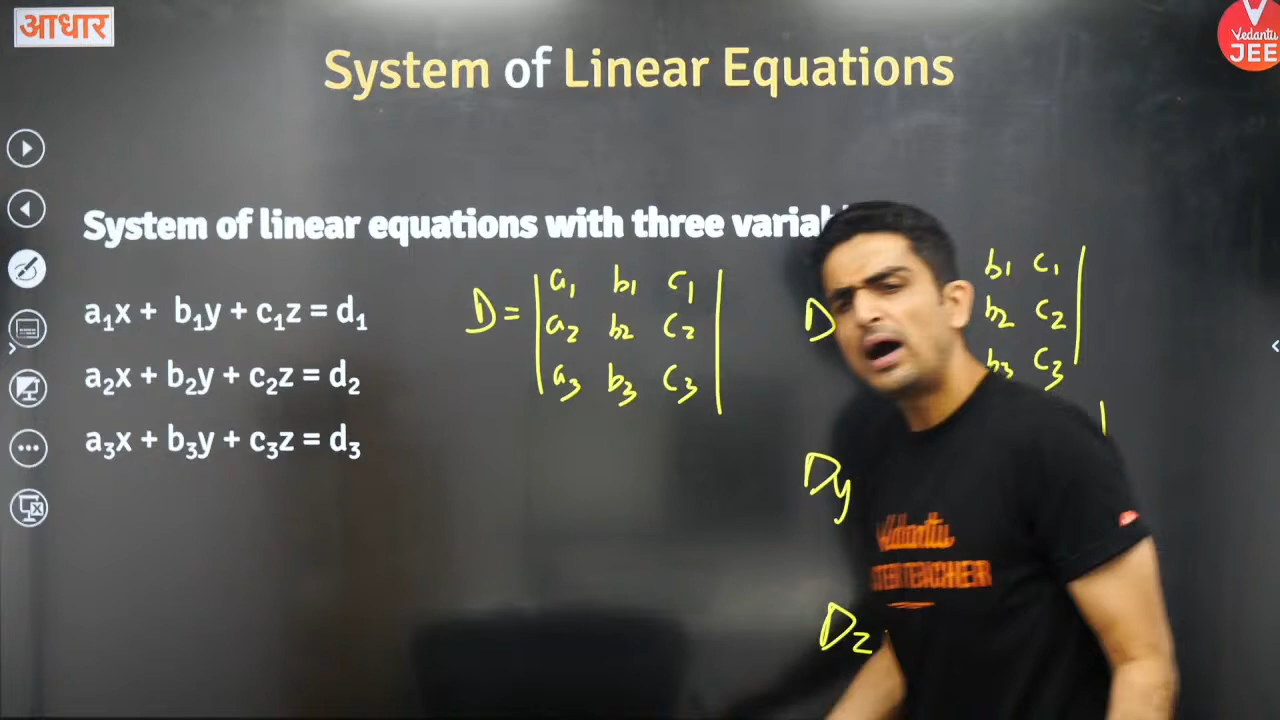 आधार
Vedantu
JEE
System of Linear Equations
System of linear equations with three
a₁x + b₁y + c₁z = d₁
a₂x + b₂y + c₂z = d₂
a₃x + b₃y + c₃z = d₃
D = | a₁ b₁ c₁ |
| a₂ b₂ c₂ |
| a₃ b₃ c₃ |
D b₁ c₁ |
b₂ c₂ |
b₃ c₃ |
Dy
Dz
Vedantu